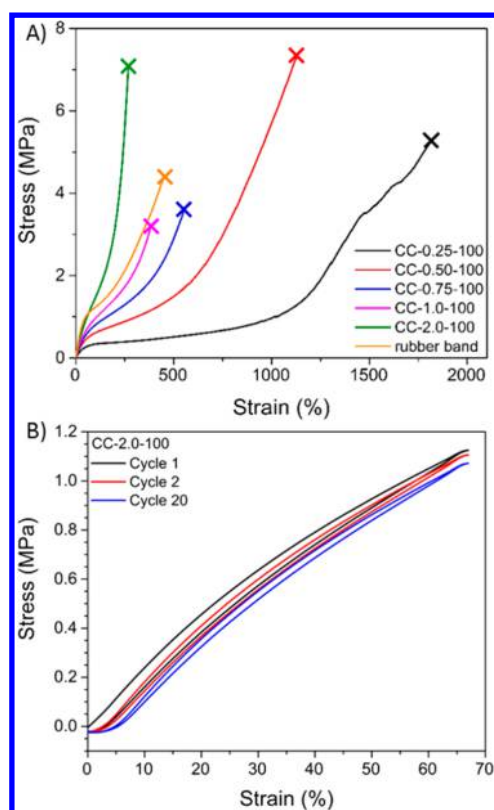 A)
8
6
4
2
0
Stress (MPa)
CC-0.25-100
CC-0.50-100
CC-0.75-100
CC-1.0-100
CC-2.0-100
rubber band
0 500 1000 1500 2000
Strain (%)
B)
1.2
1.0
0.8
0.6
0.4
0.2
0.0
Stress (MPa)
CC-2.0-100
Cycle 1
Cycle 2
Cycle 20
0 10 20 30 40 50 60 70
Strain (%)